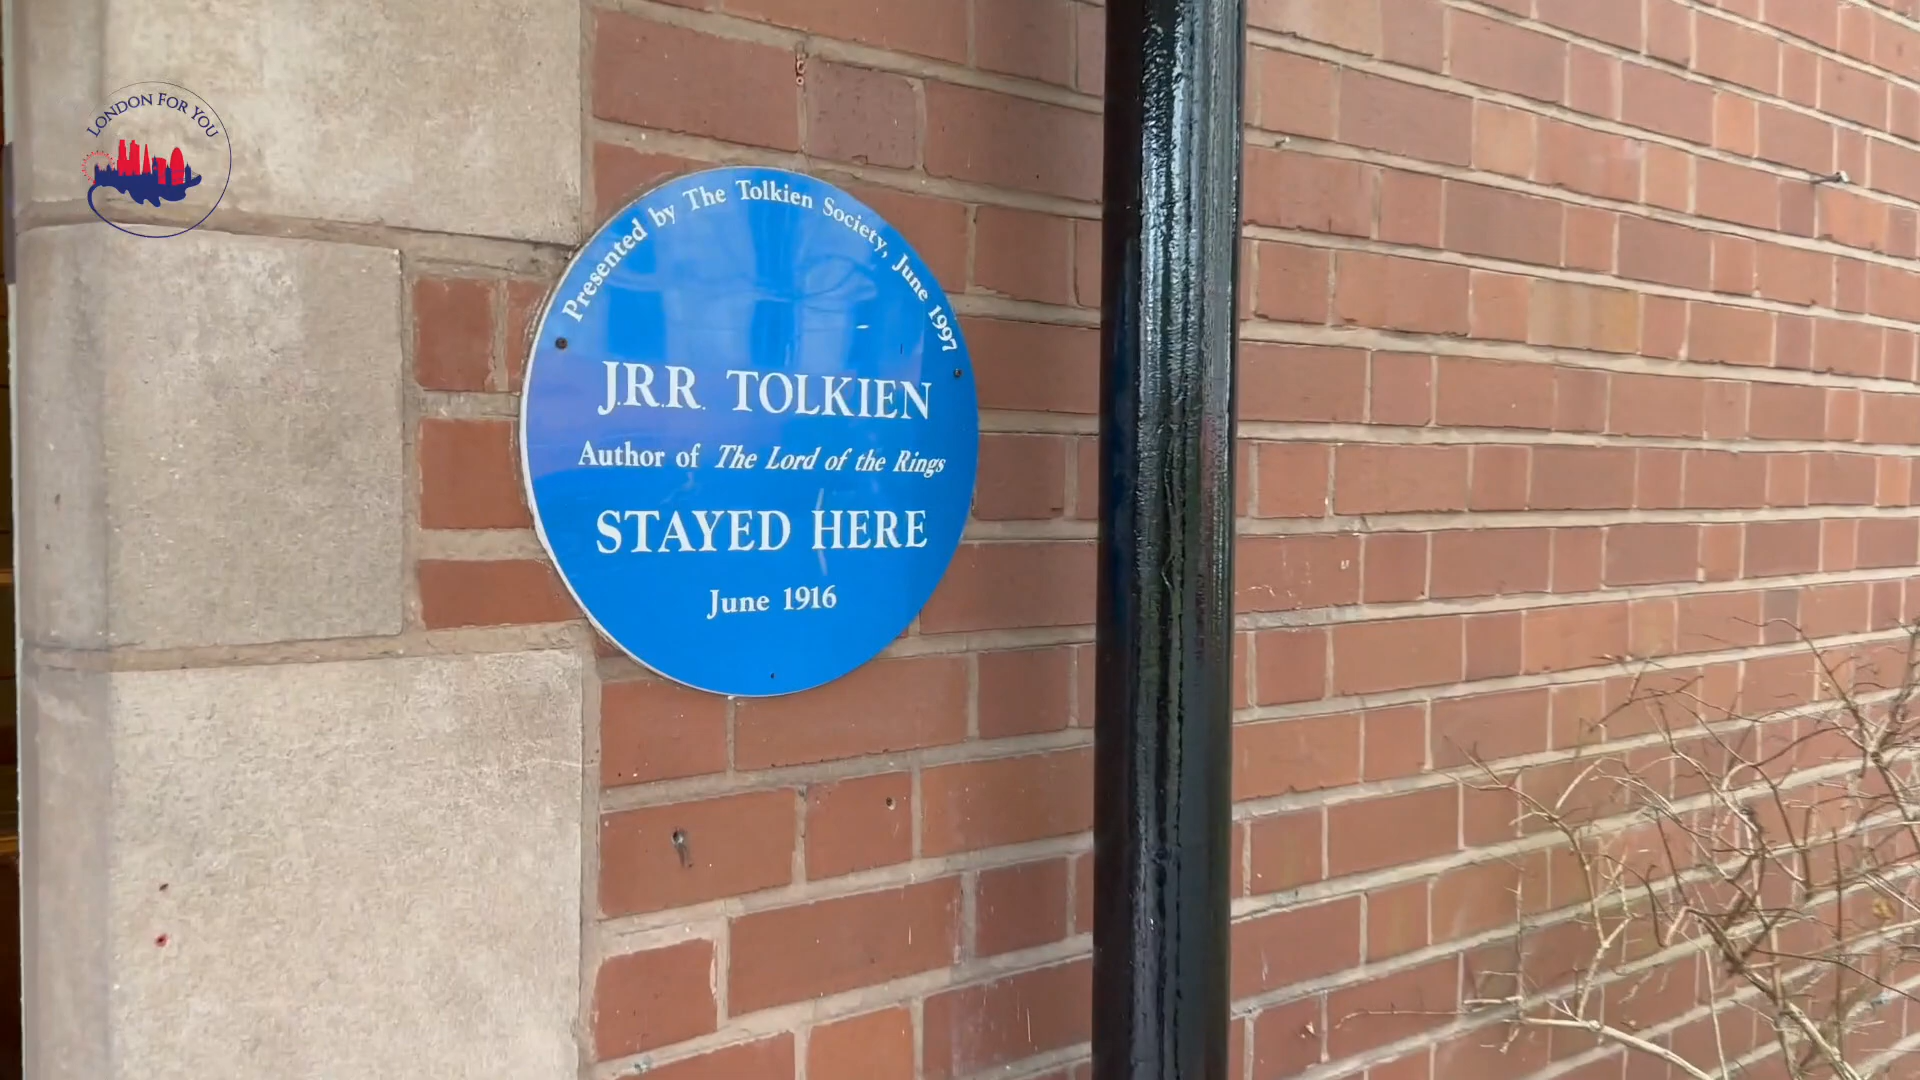 LONDON FOR YOU
Presented by The Tolkien Society, June 1997
J.R.R. TOLKIEN
Author of The Lord of the Rings
STAYED HERE
June 1916